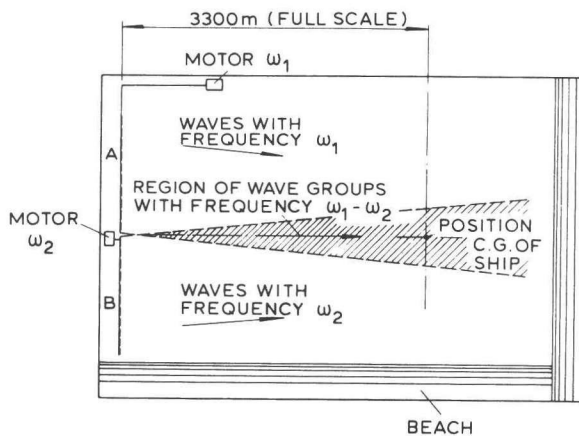 3300m (FULL SCALE)
MOTOR ω₁
WAVES WITH
FREQUENCY ω₁
A
REGION OF WAVE GROUPS
WITH FREQUENCY ω₁-ω₂
MOTOR
ω₂
POSITION
C.G. OF
SHIP
B
WAVES WITH
FREQUENCY ω₂
BEACH